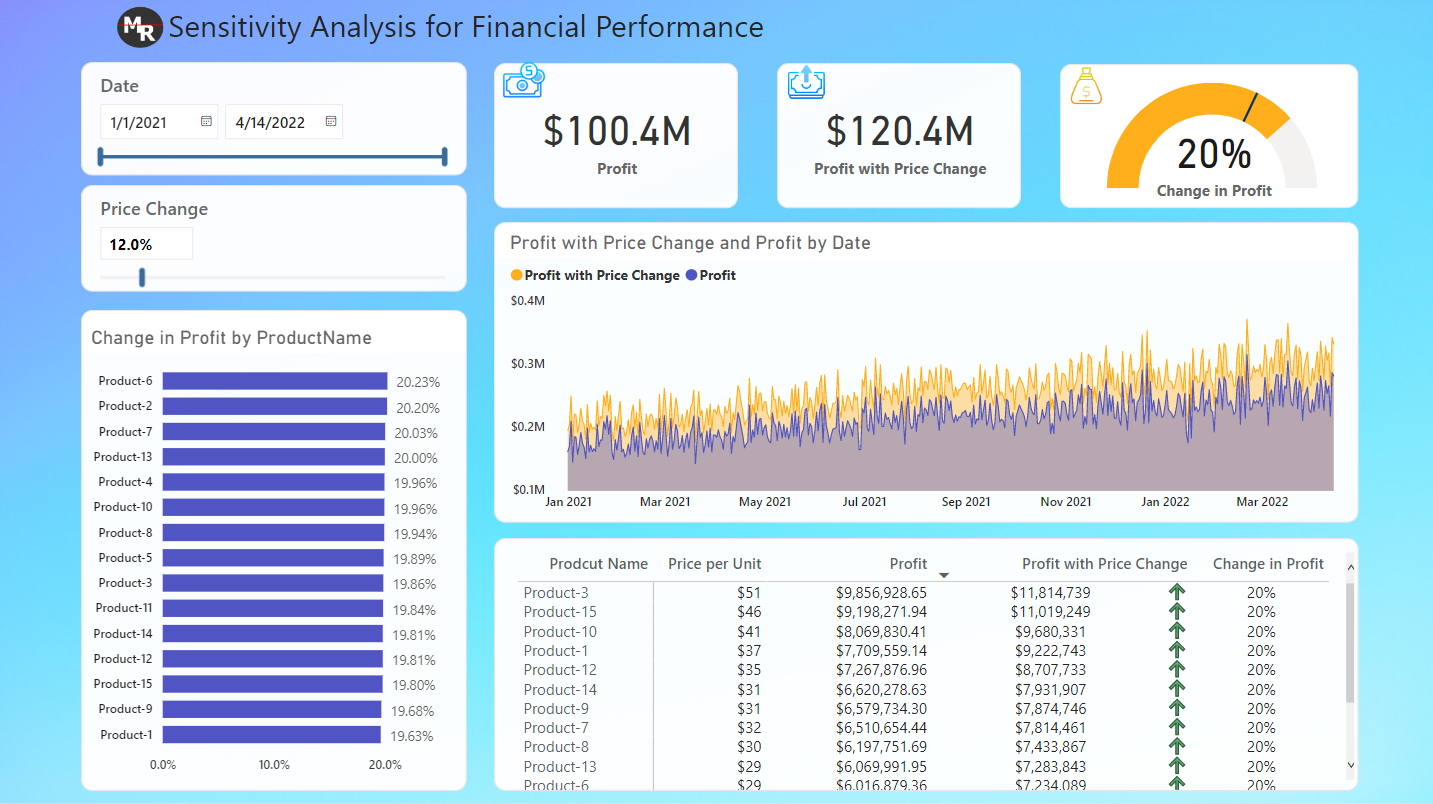 MR Sensitivity Analysis for Financial Performance
Date
1/1/2021 4/14/2022
Price Change
12.0%
$100.4M
Profit
$120.4M
Profit with Price Change
20%
Change in Profit
Change in Profit by ProductName
Product-6 20.23%
Product-2 20.20%
Product-7 20.03%
Product-13 20.00%
Product-4 19.96%
Product-10 19.96%
Product-8 19.94%
Product-5 19.89%
Product-3 19.86%
Product-11 19.84%
Product-14 19.81%
Product-12 19.81%
Product-15 19.80%
Product-9 19.68%
Product-1 19.63%
0.0% 10.0% 20.0%
Profit with Price Change and Profit by Date
Profit with Price Change Profit
$0.4M
$0.3M
$0.2M
$0.1M
Jan 2021 Mar 2021 May 2021 Jul 2021 Sep 2021 Nov 2021 Jan 2022 Mar 2022
Prodcut Name Price per Unit Profit Profit with Price Change Change in Profit
Product-3 $51 $9,856,928.65 $11,814,739 20%
Product-15 $46 $9,198,271.94 $11,019,249 20%
Product-10 $41 $8,069,830.41 $9,680,331 20%
Product-1 $37 $7,709,559.14 $9,222,743 20%
Product-12 $35 $7,267,876.96 $8,707,733 20%
Product-14 $31 $6,620,278.63 $7,931,907 20%
Product-9 $31 $6,579,734.30 $7,874,746 20%
Product-7 $32 $6,510,654.44 $7,814,461 20%
Product-8 $30 $6,197,751.69 $7,433,867 20%
Product-13 $29 $6,069,991.95 $7,283,843 20%
Product-6 $29 $6,016,879.36 $7,234,089 20%